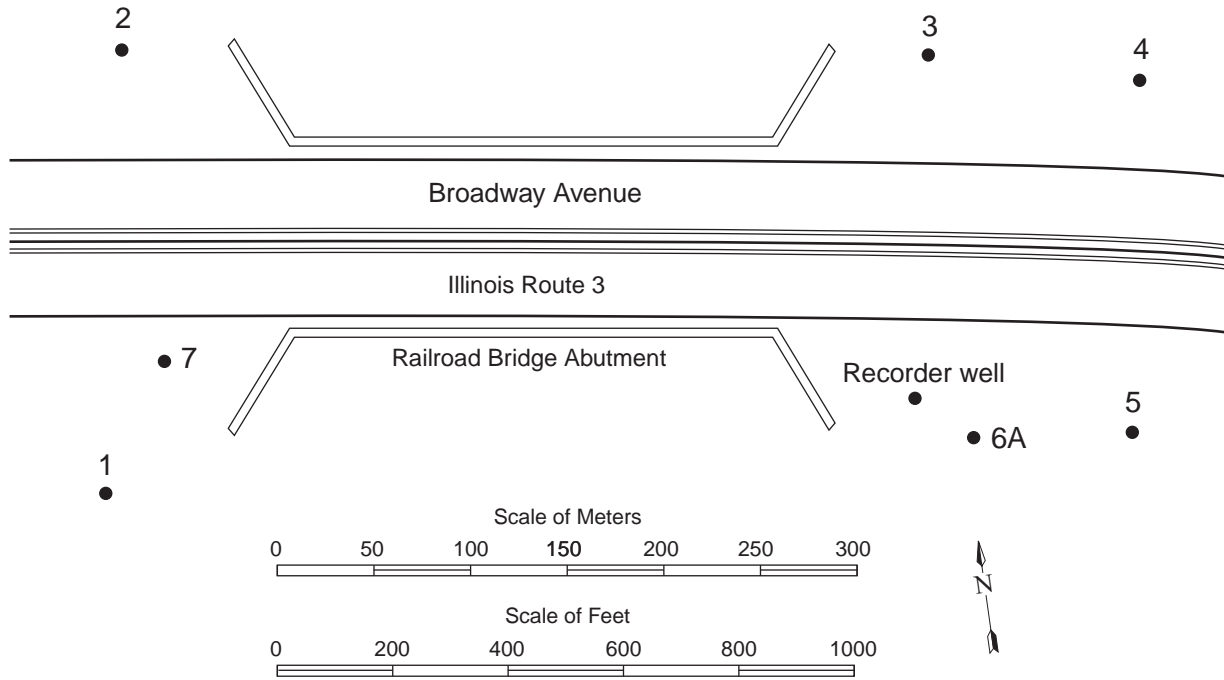 2
3
4
Broadway Avenue
Illinois Route 3
7
Railroad Bridge Abutment
Recorder well
5
6A
1
Scale of Meters
0 50 100 150 200 250 300
N
Scale of Feet
0 200 400 600 800 1000